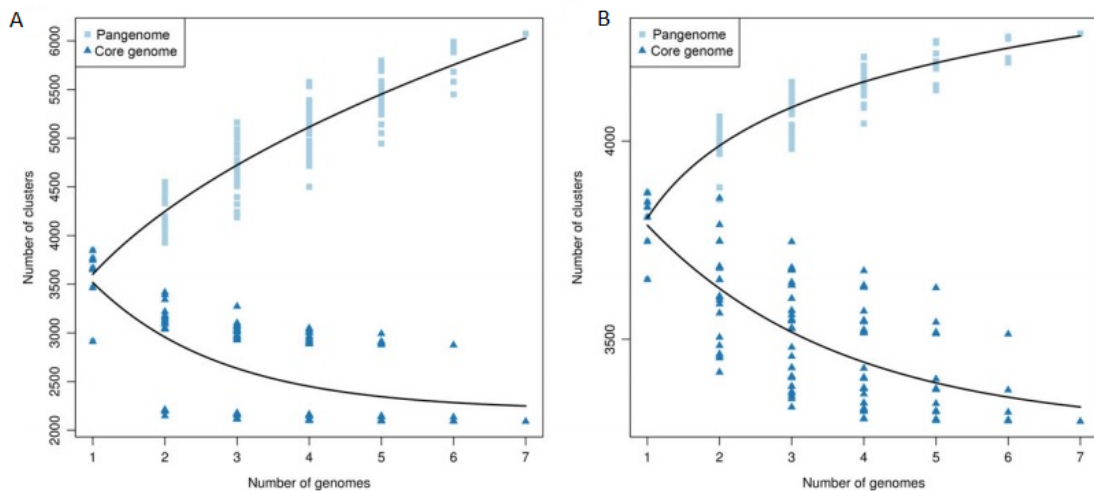 A
Pangenome
Core genome
6000
5500
5000
4500
4000
3500
3000
2500
2000
Number of clusters
1 2 3 4 5 6 7
Number of genomes
B
Pangenome
Core genome
4000
3500
Number of clusters
1 2 3 4 5 6 7
Number of genomes